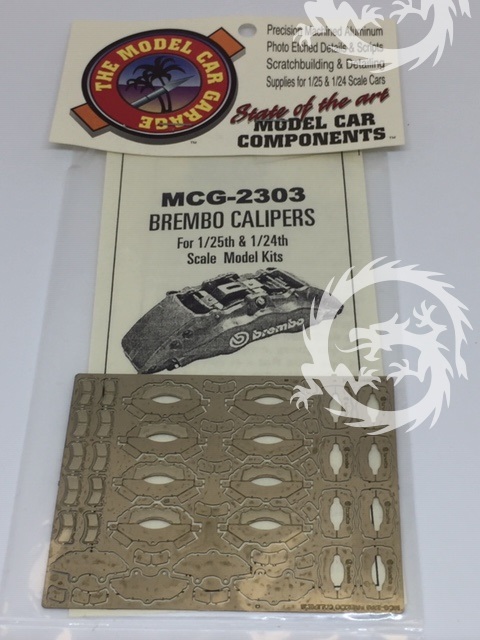 THE MODEL CAR GARAGE
Precision Machined Aluminum
Photo Etched Details & Scripts
Scratchbuilding & Detailing
Supplies for 1/25 & 1/24 Scale Cars
State of the art
MODEL CAR
COMPONENTS
MCG-2303
BREMBO CALIPERS
For 1/25th & 1/24th
Scale Model Kits
brembo